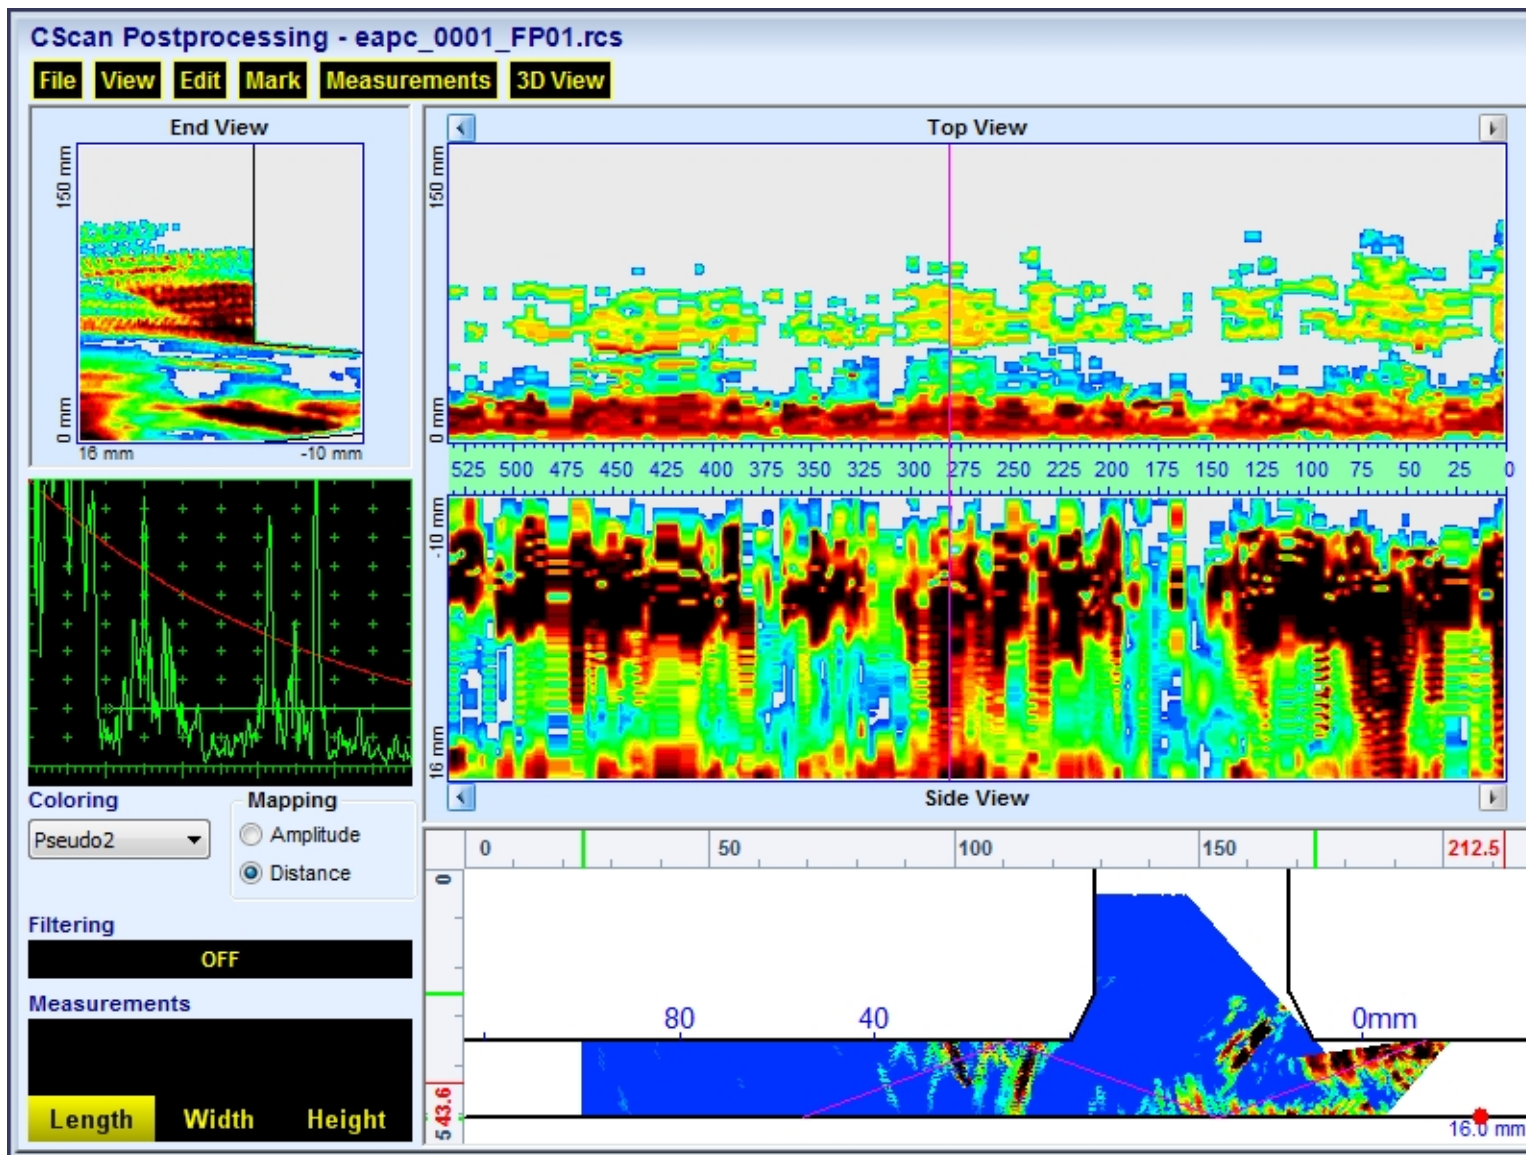 CScan Postprocessing - eapc_0001_FP01.rcs
File View Edit Mark Measurements 3D View
End View
150 mm
0 mm
16 mm -10 mm
Top View
150 mm
0 mm
525 500 475 450 425 400 375 350 325 300 275 250 225 200 175 150 125 100 75 50 25 0
-10 mm
16 mm
Side View
Coloring
Pseudo2
Mapping
Amplitude
Distance
Filtering
OFF
Measurements
Length Width Height
0 50 100 150 212.5
0
80 40 0mm
43.6
5
16.0 mm